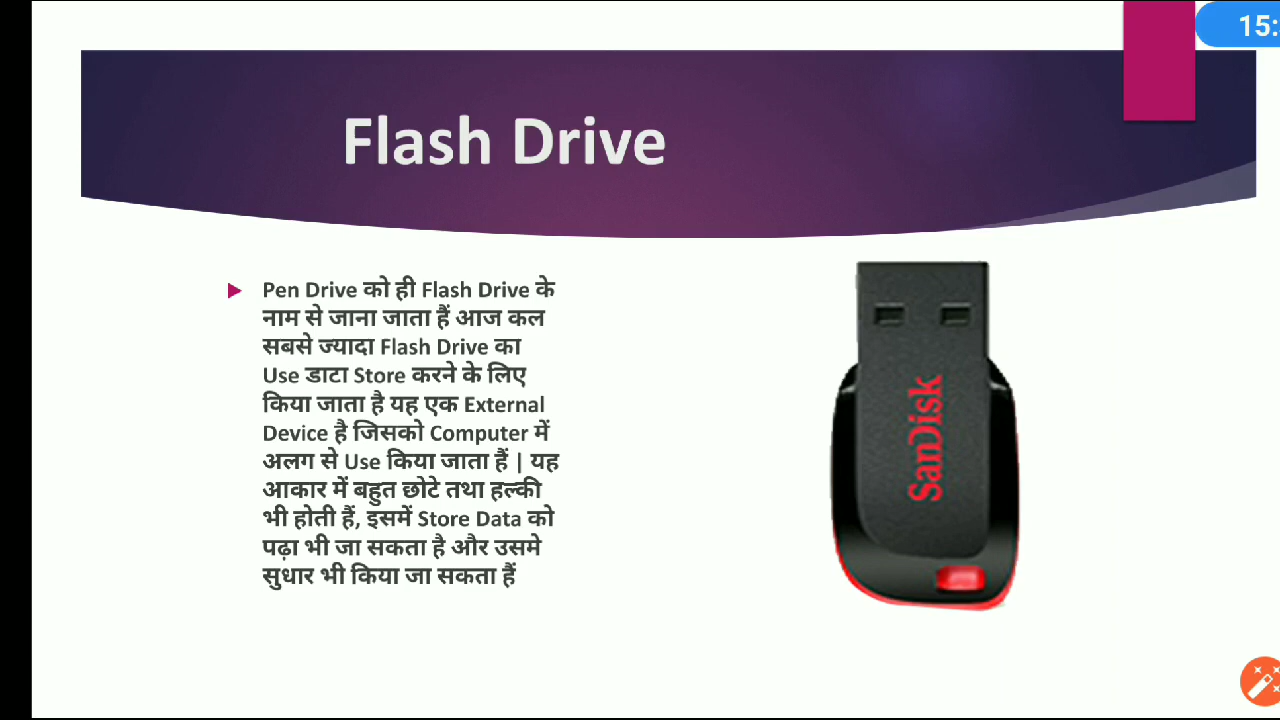 15:
Flash Drive
Pen Drive को ही Flash Drive के
नाम से जाना जाता हैं आज कल
सबसे ज्यादा Flash Drive का
Use डाटा Store करने के लिए
किया जाता है यह एक External
Device है जिसको Computer में
अलग से Use किया जाता हैं | यह
आकार में बहुत छोटे तथा हल्की
भी होती हैं, इसमें Store Data को
पढ़ा भी जा सकता है और उसमे
सुधार भी किया जा सकता हैं
SanDisk